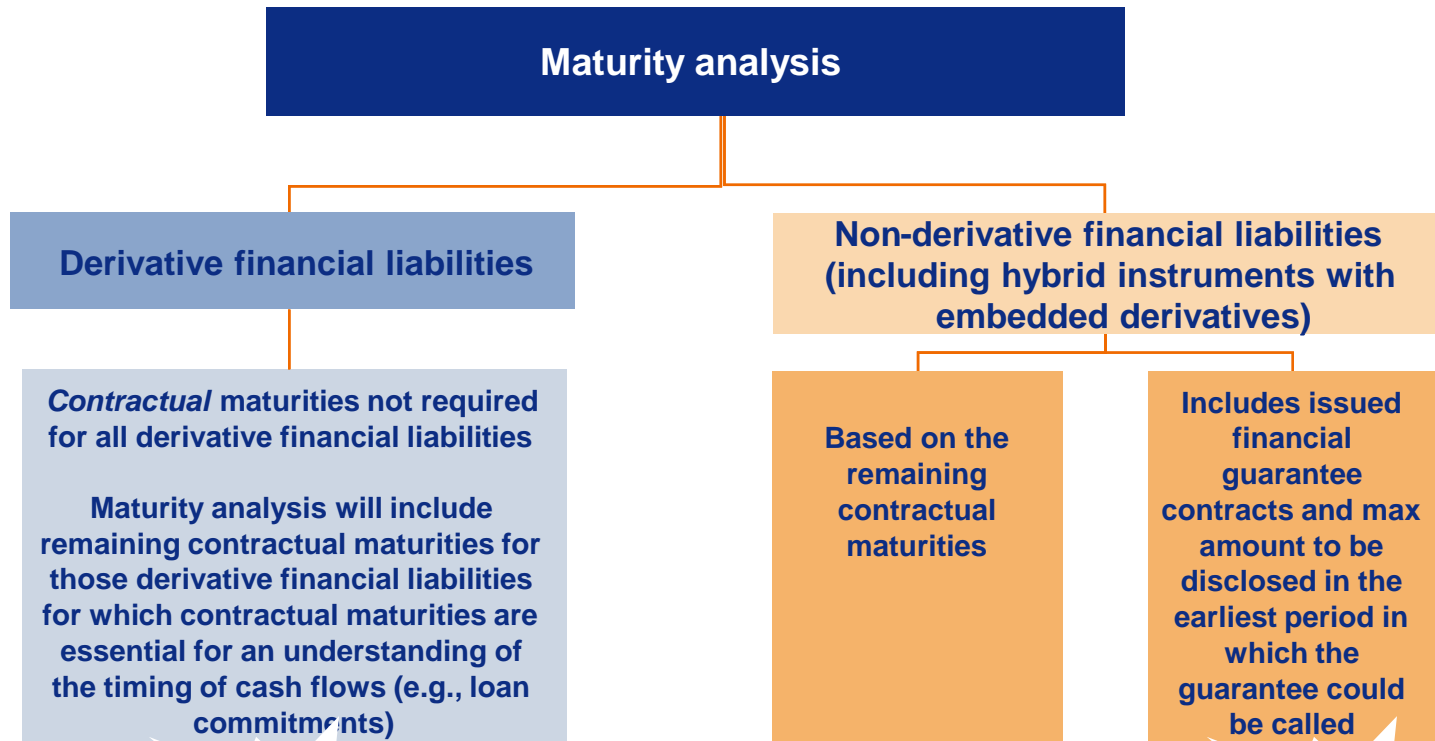 Maturity analysis
Derivative financial liabilities
Non-derivative financial liabilities
(including hybrid instruments with
embedded derivatives)
Contractual maturities not required
for all derivative financial liabilities
Maturity analysis will include
remaining contractual maturities for
those derivative financial liabilities
for which contractual maturities are
essential for an understanding of
the timing of cash flows (e.g., loan
commitments)
Based on the
remaining
contractual
maturities
Includes issued
financial
guarantee
contracts and max
amount to be
disclosed in the
earliest period in
which the
guarantee could
be called